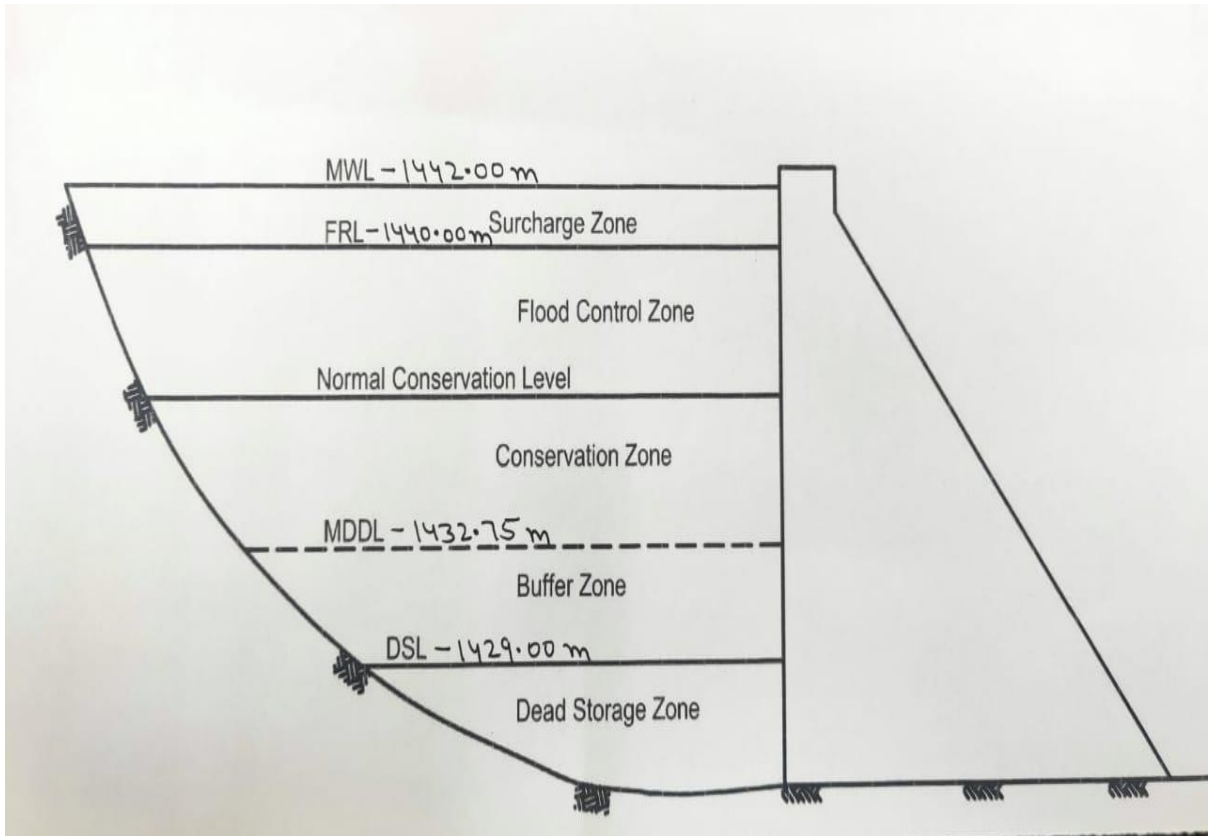 MWL - 1442.00 m
Surcharge Zone
FRL - 1440.00 m
Flood Control Zone
Normal Conservation Level
Conservation Zone
MDDL - 1432.75 m
Buffer Zone
DSL - 1429.00 m
Dead Storage Zone